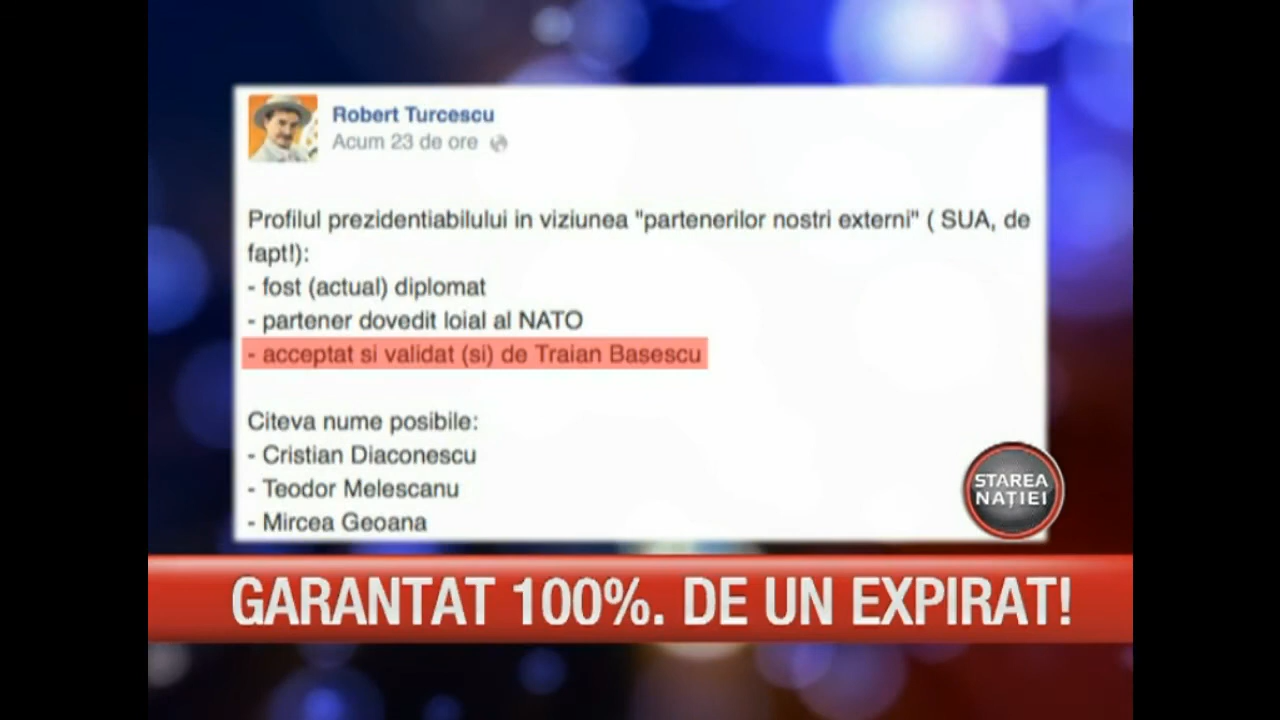 Robert Turcescu
Acum 23 de ore
Profilul prezidentiabilului in viziunea "partenerilor nostri externi" ( SUA, de
fapt!):
- fost (actual) diplomat
- partener dovedit loial al NATO
- acceptat si validat (si) de Traian Basescu
Citeva nume posibile:
- Cristian Diaconescu
- Teodor Melescanu
- Mircea Geoana
STAREA
NAȚIEI
GARANTAT 100%. DE UN EXPIRAT!